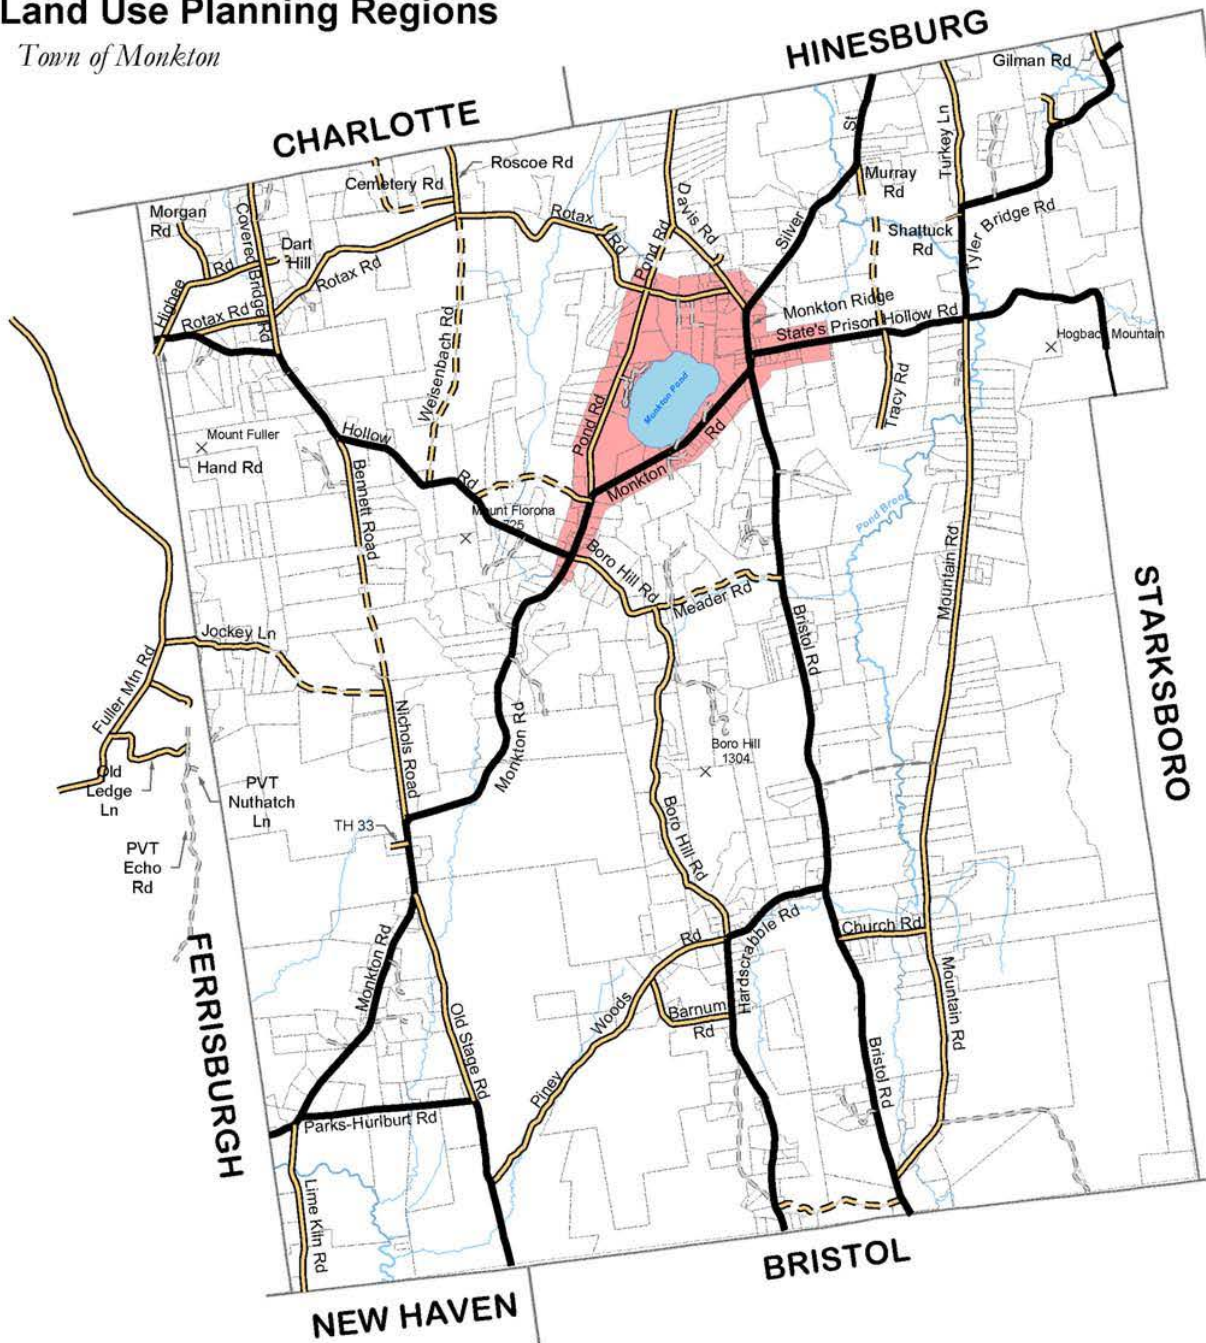 Land Use Planning Regions
Town of Monkton
HINESBURG
Gilman Rd
CHARLOTTE
Roscoe Rd
St
Turkey Ln
Cemetery Rd
Murray
Rd
Morgan
Rd
Covered Bridge Rd
Rotax
Rd
Davis Rd
Pond Rd
Silver
Bridge Rd
Tyler
Shattuck
Rd
Dart
Hill
Rd
Higbee
Rotax Rd
Rotax Rd
Monkton Ridge
State's Prison Hollow Rd
Hogback Mountain
Weisenbach Rd
Monkton Pond
Tracy Rd
Pond Rd
Hollow
Rd
Mount Fuller
Hand Rd
Rd
Monkton
Bennett Road
Mount Florona
725
Pond Brook
Boro Hill Rd
Meader Rd
Mountain Rd
STARKSBORO
Jockey Ln
Bristol Rd
Fuller Mtn Rd
Nichols Road
Monkton Rd
Boro Hill
1304
Old
Ledge
Ln
PVT
Nuthatch
Ln
TH 33
PVT
Echo
Rd
Boro Hill Rd
FERRISBURGH
Monkton Rd
Rd
Hardscrabble Rd
Church Rd
Mountain Rd
Old Stage Rd
Woods
Barnum
Rd
Piney
Bristol Rd
Parks-Hurlburt Rd
Lime Kiln Rd
BRISTOL
NEW HAVEN